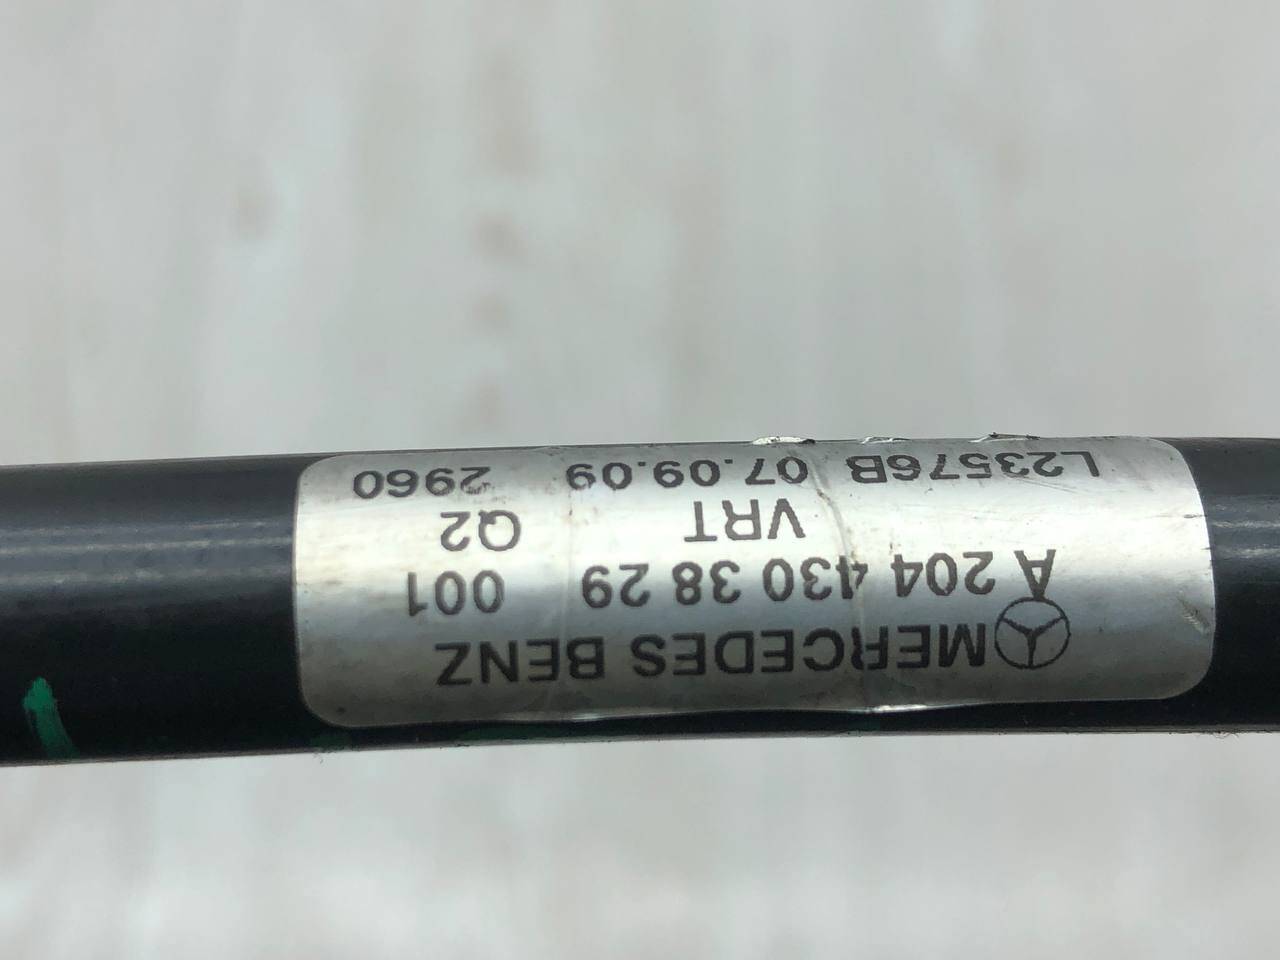 MERCEDES BENZ
A 204 430 38 29 001
VRT Q2
L23576B 07.09.09 2960